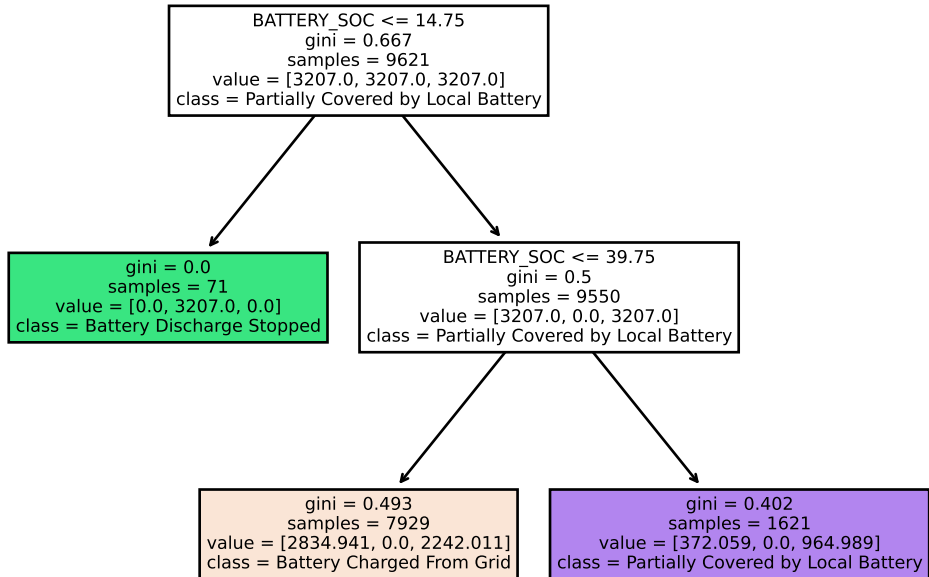 BATTERY_SOC <= 14.75
gini = 0.667
samples = 9621
value = [3207.0, 3207.0, 3207.0]
class = Partially Covered by Local Battery
gini = 0.0
samples = 71
value = [0.0, 3207.0, 0.0]
class = Battery Discharge Stopped
BATTERY_SOC <= 39.75
gini = 0.5
samples = 9550
value = [3207.0, 0.0, 3207.0]
class = Partially Covered by Local Battery
gini = 0.493
samples = 7929
value = [2834.941, 0.0, 2242.011]
class = Battery Charged From Grid
gini = 0.402
samples = 1621
value = [372.059, 0.0, 964.989]
class = Partially Covered by Local Battery